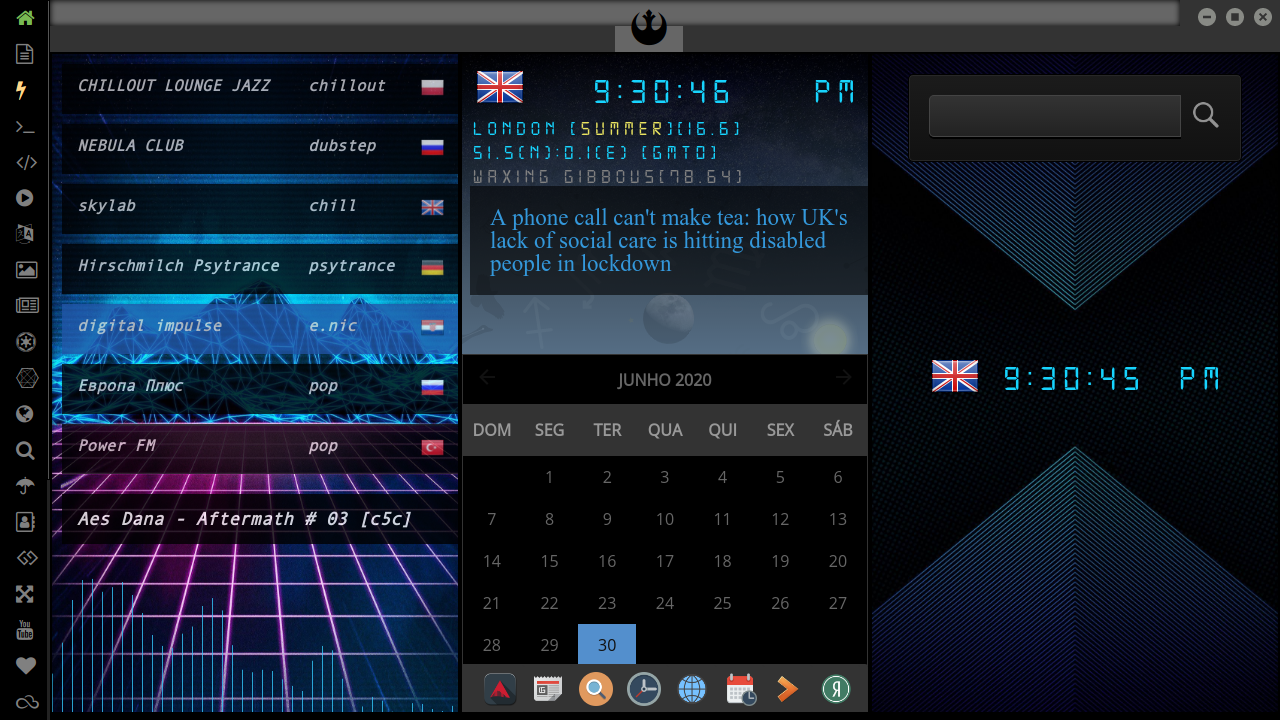 CHILLOUT LOUNGE JAZZ chillout
NEBULA CLUB dubstep
skylab chill
Hirschmilch Psytrance psytrance
digital impulse e.nic
Европа Плюс pop
Power FM pop
Aes Dana - Aftermath # 03 [c5c]
9:30:46 PM
LONDON (SUMMER)(16.6)
51.5(N):0.1(E) (GMT0)
WAXING GIBBOUS(78.64)
A phone call can't make tea: how UK's
lack of social care is hitting disabled
people in lockdown
JUNHO 2020
DOM SEG TER QUA QUI SEX SÁB
1 2 3 4 5 6
7 8 9 10 11 12 13
14 15 16 17 18 19 20
21 22 23 24 25 26 27
28 29 30
9:30:45 PM
You
Tube
Я